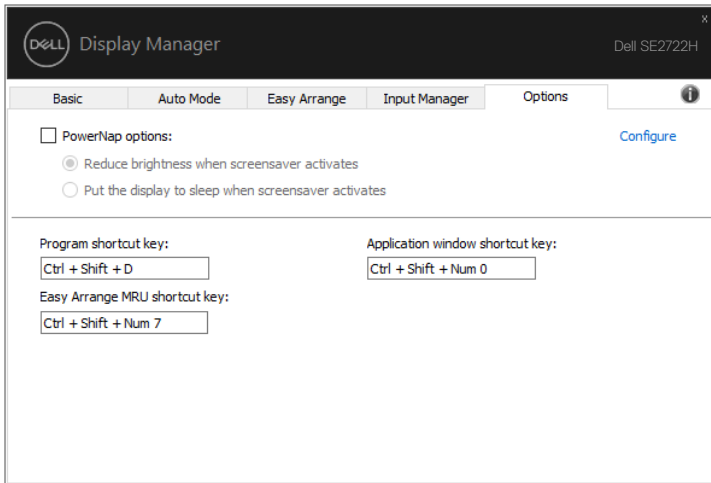 DELL Display Manager
x
Dell SE2722H
Basic Auto Mode Easy Arrange Input Manager Options i
PowerNap options: Configure
Reduce brightness when screensaver activates
Put the display to sleep when screensaver activates
Program shortcut key: Application window shortcut key:
Ctrl + Shift + D Ctrl + Shift + Num 0
Easy Arrange MRU shortcut key:
Ctrl + Shift + Num 7